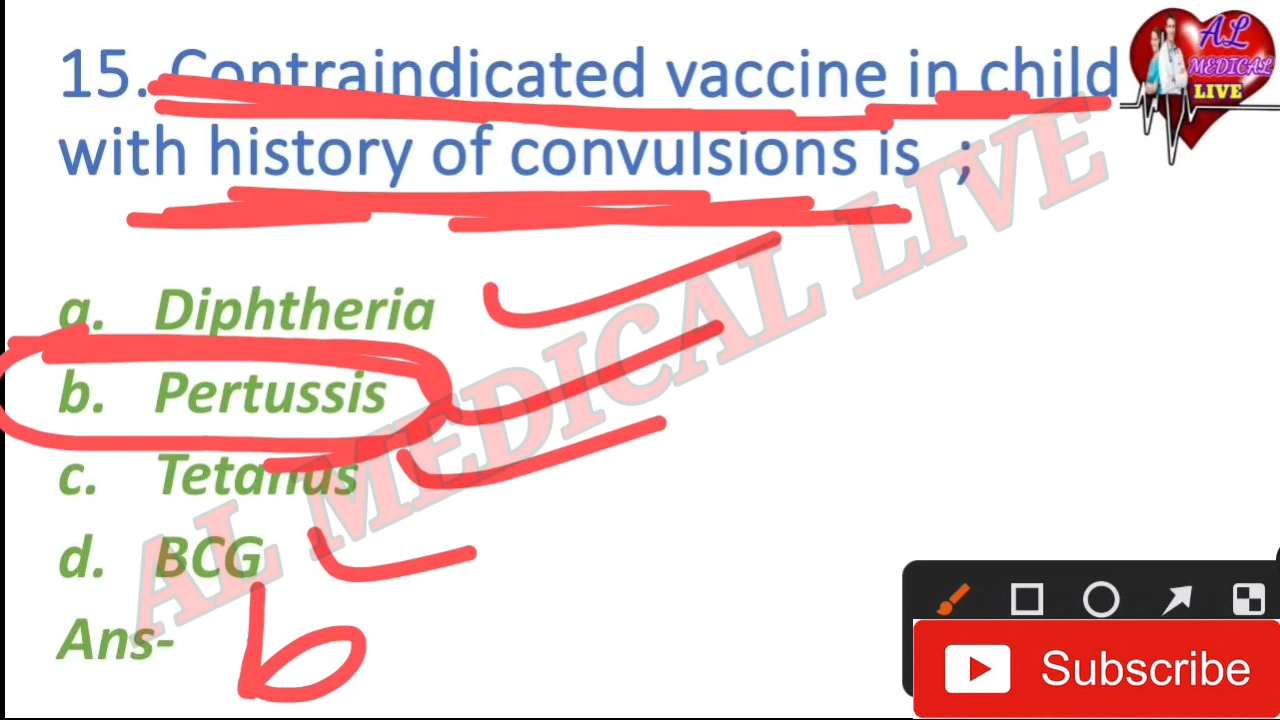 15. Contraindicated vaccine in child
with history of convulsions is ;
a. Diphtheria
b. Pertussis
c. Tetanus
d. BCG
Ans- b
AL MEDICAL LIVE
AL
MEDICAL
LIVE
Subscribe